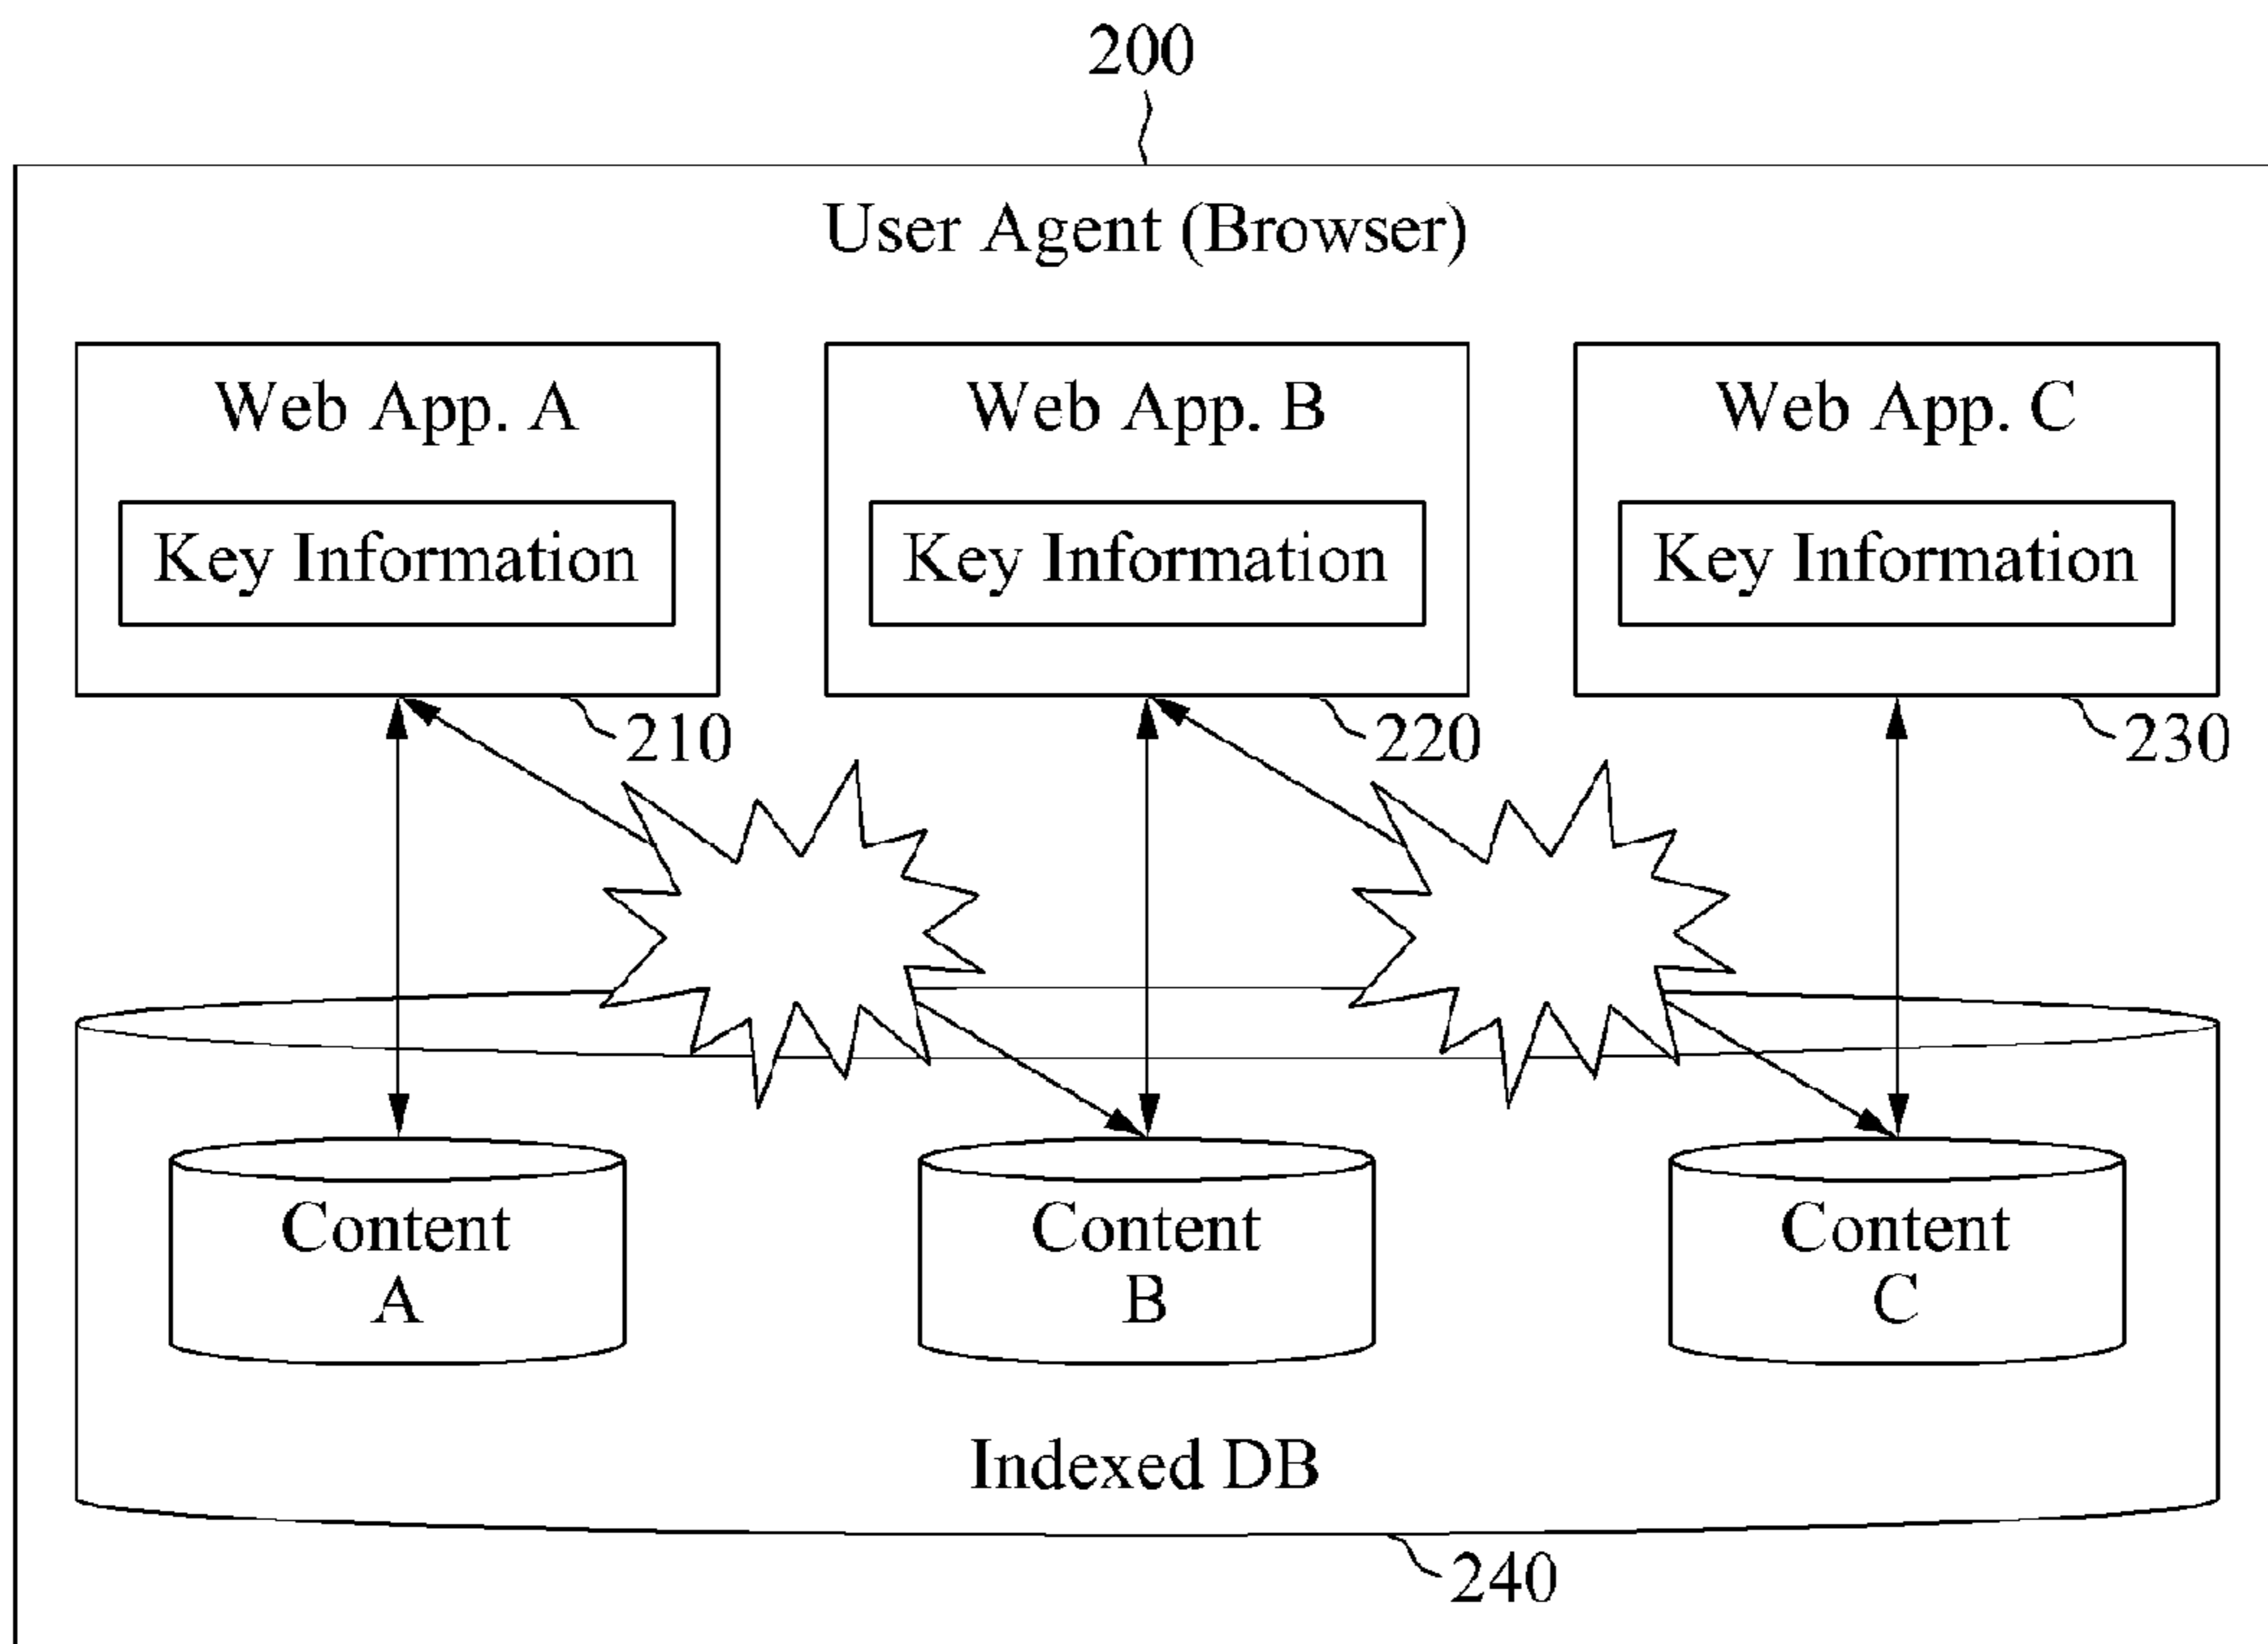 200
User Agent (Browser)
Web App. A
Key Information
210
Web App. B
Key Information
220
Web App. C
Key Information
230
Content
A
Content
B
Content
C
Indexed DB
240